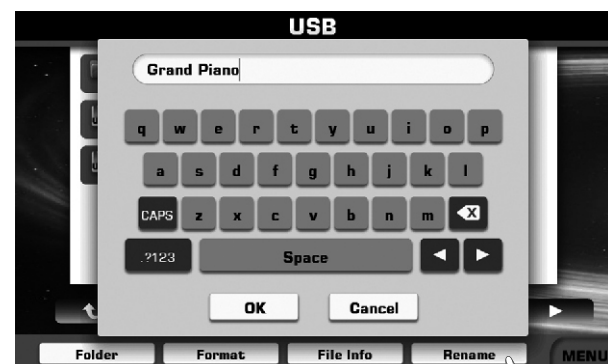 USB
Grand Piano
q w e r t y u i o p
a s d f g h j k l
CAPS z x c v b n m
.?123 Space
OK Cancel
Folder Format File Info Rename MENU